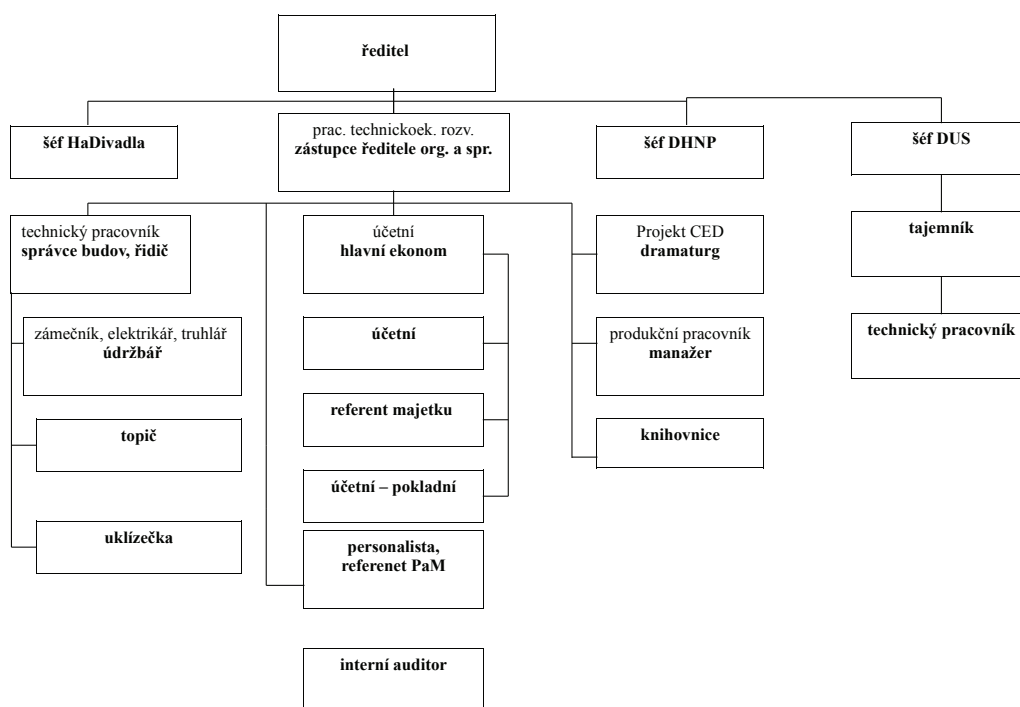 ředitel
šéf HaDivadla
prac. technickoek. rozv.
zástupce ředitele org. a spr.
šéf DHNP
šéf DUS
technický pracovník
správce budov, řidič
účetní
hlavní ekonom
Projekt CED
dramaturg
tajemník
zámečník, elektrikář, truhlář
údržbář
účetní
produkční pracovník
manažer
technický pracovník
topič
referent majetku
knihovnice
účetní – pokladní
uklízečka
personalista,
referenet PaM
interní auditor